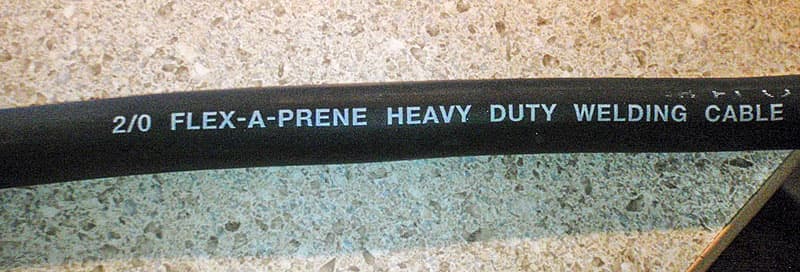 2/0 FLEX-A-PRENE HEAVY DUTY WELDING CABLE